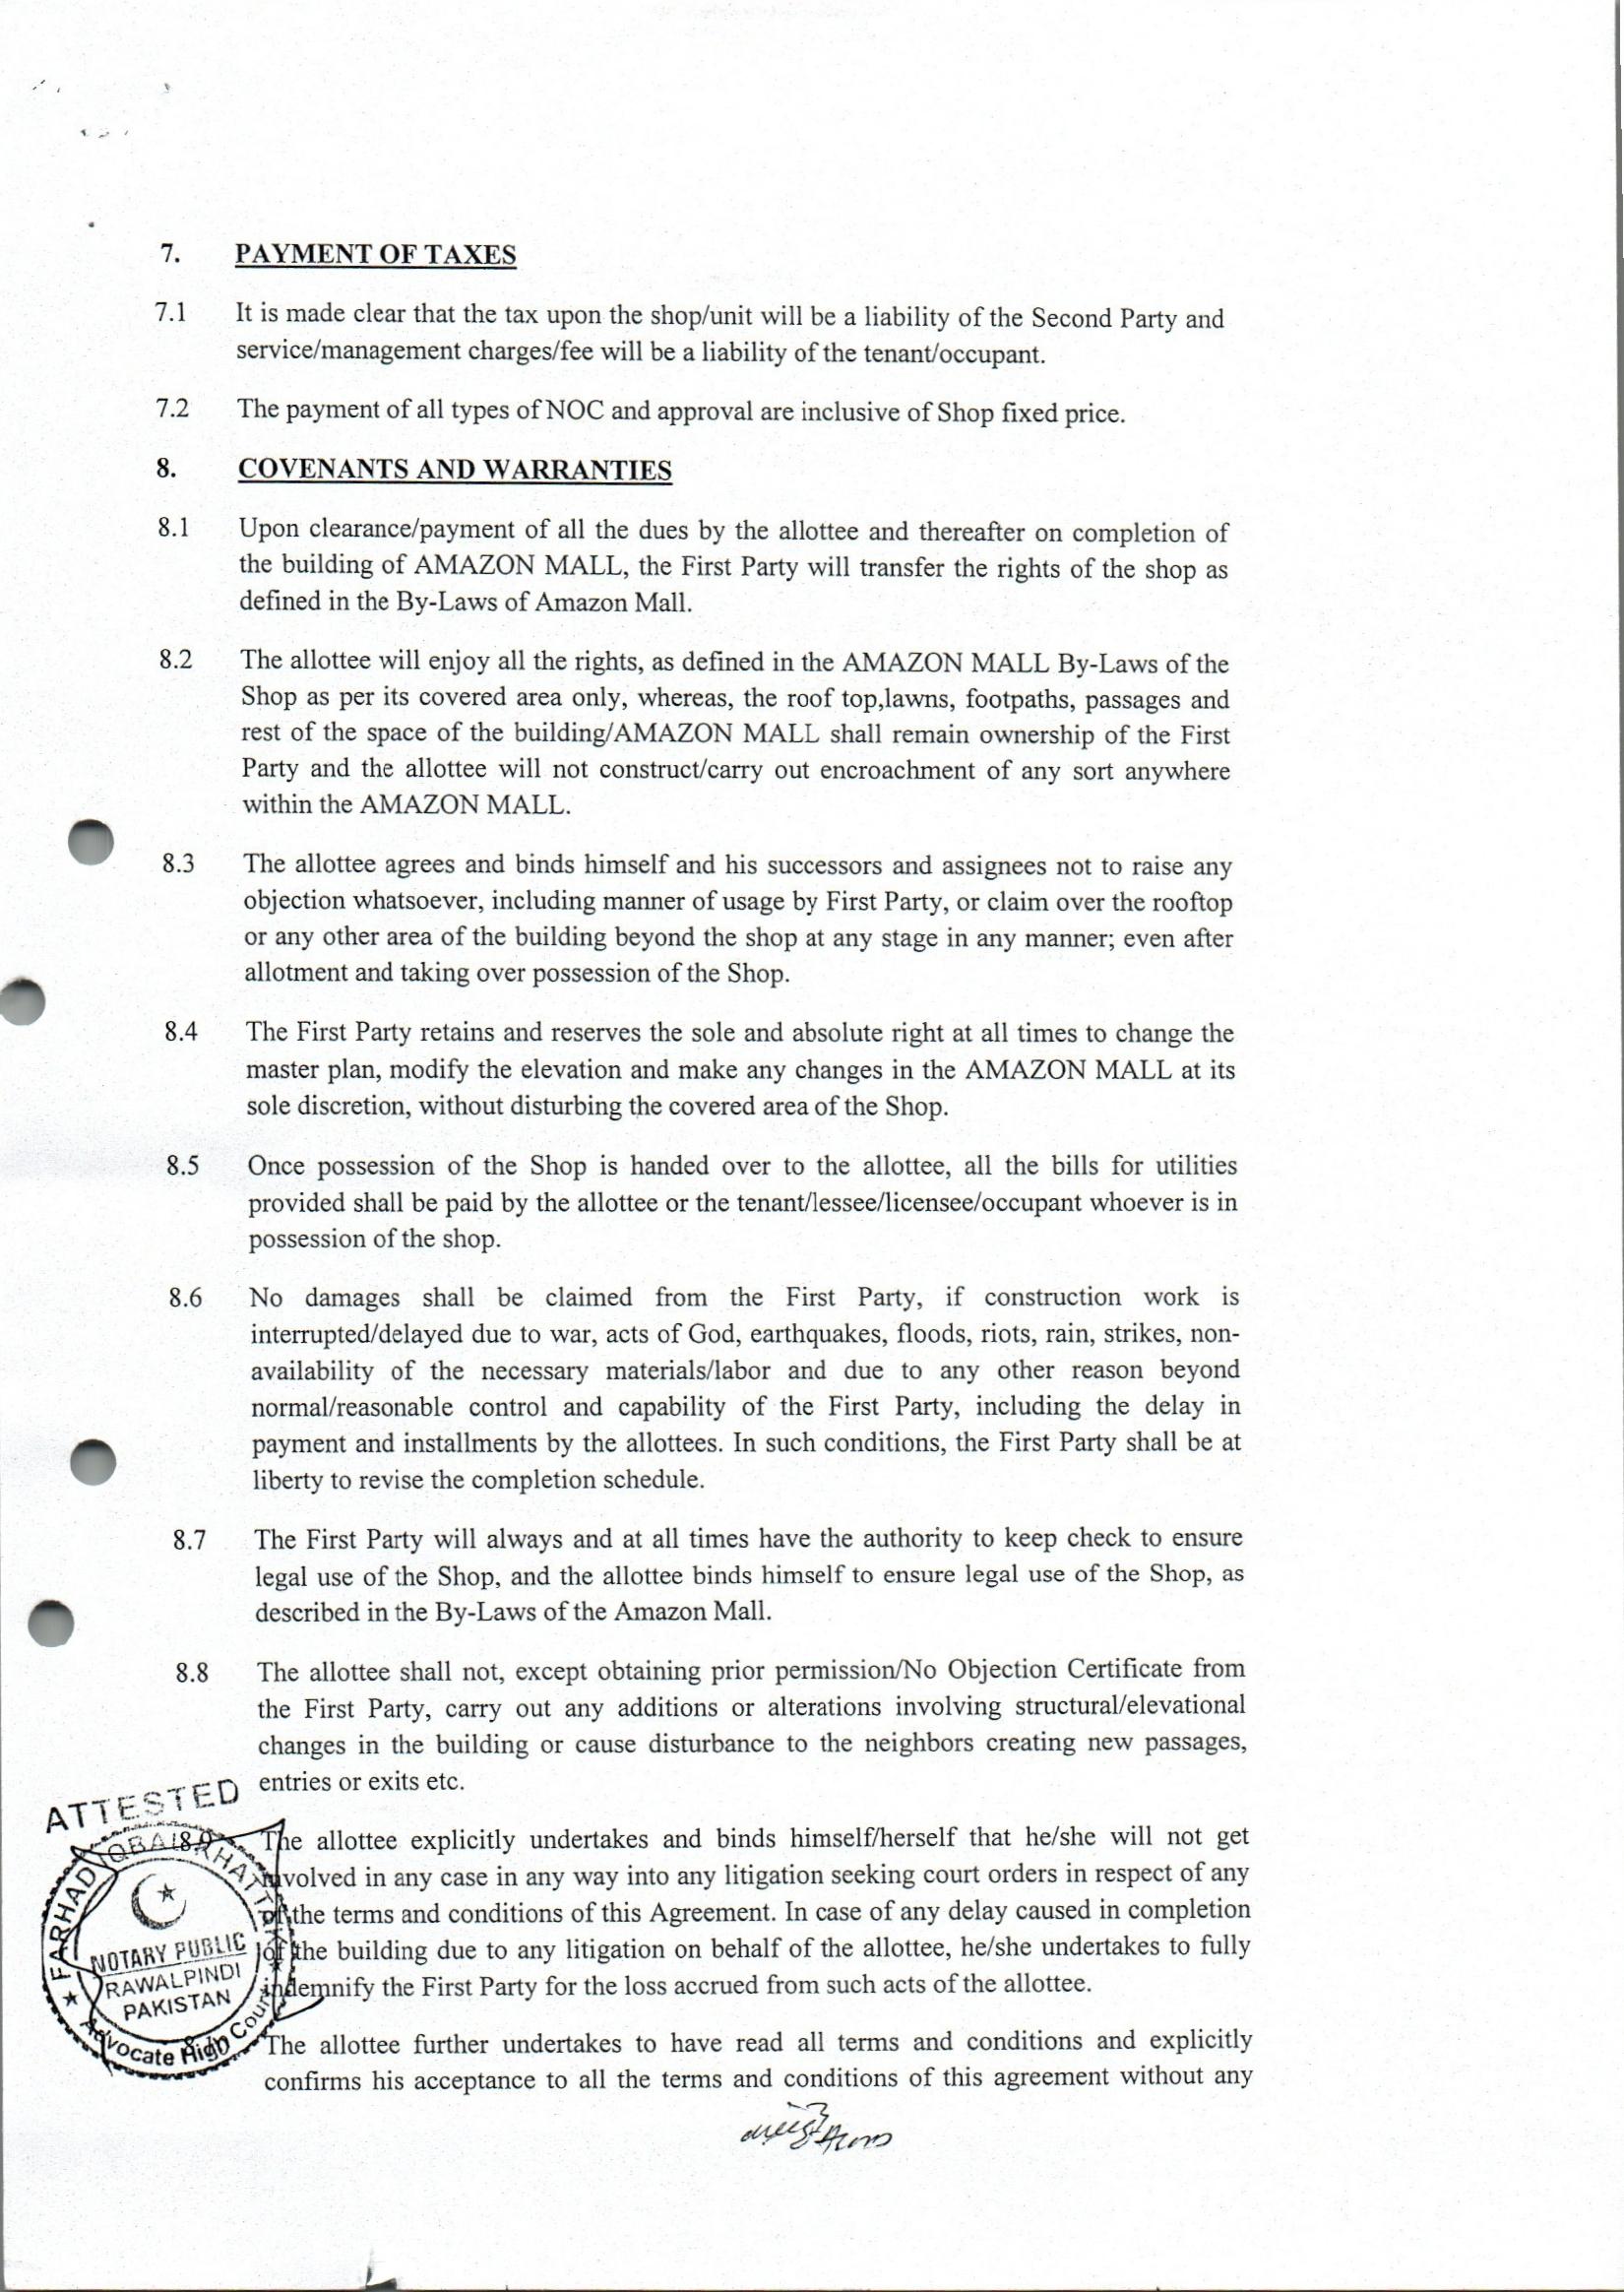 7. PAYMENT OF TAXES
7.1 It is made clear that the tax upon the shop/unit will be a liability of the Second Party and
service/management charges/fee will be a liability of the tenant/occupant.
7.2 The payment of all types of NOC and approval are inclusive of Shop fixed price.
8. COVENANTS AND WARRANTIES
8.1 Upon clearance/payment of all the dues by the allottee and thereafter on completion of
the building of AMAZON MALL, the First Party will transfer the rights of the shop as
defined in the By-Laws of Amazon Mall.
8.2 The allottee will enjoy all the rights, as defined in the AMAZON MALL By-Laws of the
Shop as per its covered area only, whereas, the roof top,lawns, footpaths, passages and
rest of the space of the building/AMAZON MALL shall remain ownership of the First
Party and the allottee will not construct/carry out encroachment of any sort anywhere
within the AMAZON MALL.
8.3 The allottee agrees and binds himself and his successors and assignees not to raise any
objection whatsoever, including manner of usage by First Party, or claim over the rooftop
or any other area of the building beyond the shop at any stage in any manner; even after
allotment and taking over possession of the Shop.
8.4 The First Party retains and reserves the sole and absolute right at all times to change the
master plan, modify the elevation and make any changes in the AMAZON MALL at its
sole discretion, without disturbing the covered area of the Shop.
8.5 Once possession of the Shop is handed over to the allottee, all the bills for utilities
provided shall be paid by the allottee or the tenant/lessee/licensee/occupant whoever is in
possession of the shop.
8.6 No damages shall be claimed from the First Party, if construction work is
interrupted/delayed due to war, acts of God, earthquakes, floods, riots, rain, strikes, non-
availability of the necessary materials/labor and due to any other reason beyond
normal/reasonable control and capability of the First Party, including the delay in
payment and installments by the allottees. In such conditions, the First Party shall be at
liberty to revise the completion schedule.
8.7 The First Party will always and at all times have the authority to keep check to ensure
legal use of the Shop, and the allottee binds himself to ensure legal use of the Shop, as
described in the By-Laws of the Amazon Mall.
8.8 The allottee shall not, except obtaining prior permission/No Objection Certificate from
the First Party, carry out any additions or alterations involving structural/elevational
changes in the building or cause disturbance to the neighbors creating new passages,
entries or exits etc.
ATTESTED
8.9 The allottee explicitly undertakes and binds himself/herself that he/she will not get
involved in any case in any way into any litigation seeking court orders in respect of any
of the terms and conditions of this Agreement. In case of any delay caused in completion
of the building due to any litigation on behalf of the allottee, he/she undertakes to fully
indemnify the First Party for the loss accrued from such acts of the allottee.
FARHAD IQBAL KHATTAK
NOTARY PUBLIC
RAWALPINDI
PAKISTAN
Advocate High Court
The allottee further undertakes to have read all terms and conditions and explicitly
confirms his acceptance to all the terms and conditions of this agreement without any